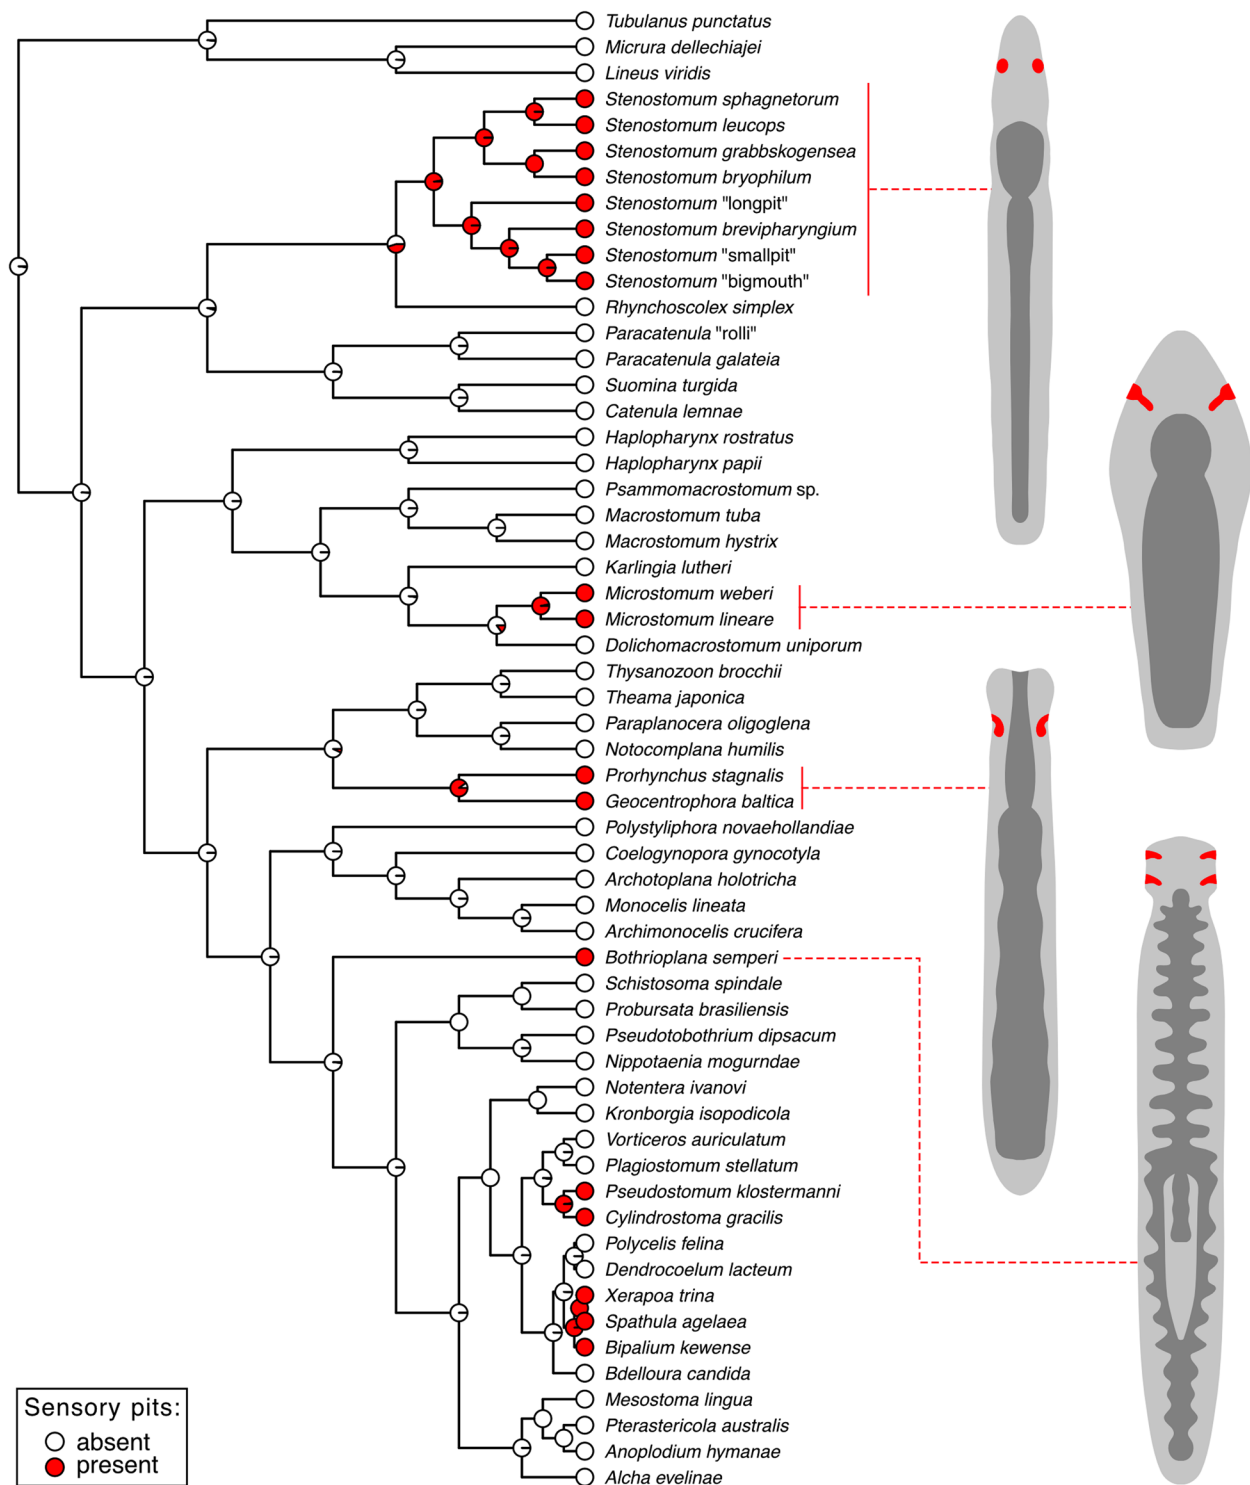 Tubulanus punctatus
Micrura dellechiajei
Lineus viridis
Stenostomum sphagnetorum
Stenostomum leucops
Stenostomum grabbskogensea
Stenostomum bryophilum
Stenostomum "longpit"
Stenostomum brevipharyngium
Stenostomum "smallpit"
Stenostomum "bigmouth"
Rhynchoscolex simplex
Paracatenula "rolli"
Paracatenula galateia
Suomina turgida
Catenula lemnae
Haplopharynx rostratus
Haplopharynx papii
Psammomacrostomum sp.
Macrostomum tuba
Macrostomum hystrix
Karlingia lutheri
Microstomum weberi
Microstomum lineare
Dolichomacrostomum uniporum
Thysanozoon brocchii
Theama japonica
Paraplanocera oligoglena
Notocomplana humilis
Prorhynchus stagnalis
Geocentrophora baltica
Polystyliphora novaehollandiae
Coelogynopora gynocotyla
Archotoplana holotricha
Monocelis lineata
Archimonocelis crucifera
Bothrioplana semperi
Schistosoma spindale
Probursata brasiliensis
Pseudotobothrium dipsacum
Nippotaenia mogurndae
Notentera ivanovi
Kronborgia isopodicola
Vorticeros auriculatum
Plagiostomum stellatum
Pseudostomum klostermanni
Cylindrostoma gracilis
Polycelis felina
Dendrocoelum lacteum
Xerapoa trina
Spathula agelaea
Bipalium kewense
Bdelloura candida
Mesostoma lingua
Pterastericola australis
Anoplodium hymanae
Alcha evelinae
Sensory pits:
absent
present